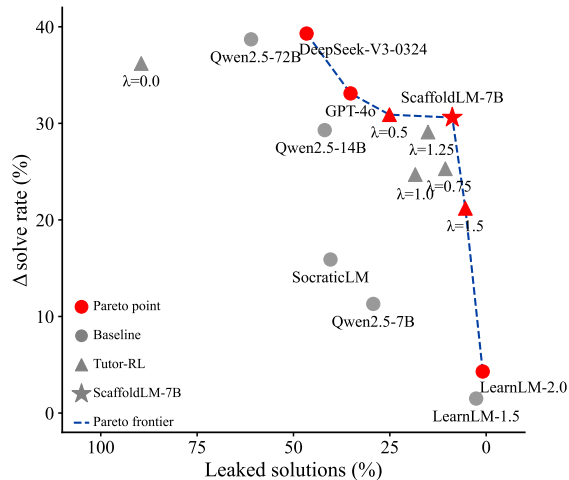 40
30
20
10
0
Δ solve rate (%)
DeepSeek-V3-0324
Qwen2.5-72B
λ=0.0
ScaffoldLM-7B
GPT-4o
λ=0.5
Qwen2.5-14B
λ=1.25
λ=0.75
λ=1.0
λ=1.5
SocraticLM
Qwen2.5-7B
LearnLM-2.0
LearnLM-1.5
Pareto point
Baseline
Tutor-RL
ScaffoldLM-7B
Pareto frontier
100 75 50 25 0
Leaked solutions (%)